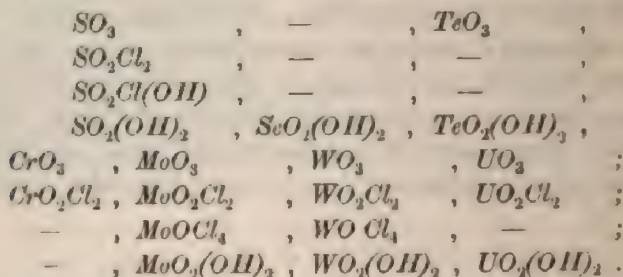 SO₃ , — , TeO₃ ,
SO₂Cl₂ , — , — ,
SO₂Cl(OH) , — , — ,
SO₂(OH)₂ , SeO₂(OH)₂ , TeO₂(OH)₂ ,
CrO₃ , MoO₃ , WO₃ , UO₃ ;
CrO₂Cl₂ , MoO₂Cl₂ , WO₂Cl₂ , UO₂Cl₂ ;
— , MoOCl₄ , WOCl₄ , — ;
— , MoO₂(OH)₂ , WO₂(OH)₂ , UO₂(OH)₂ .